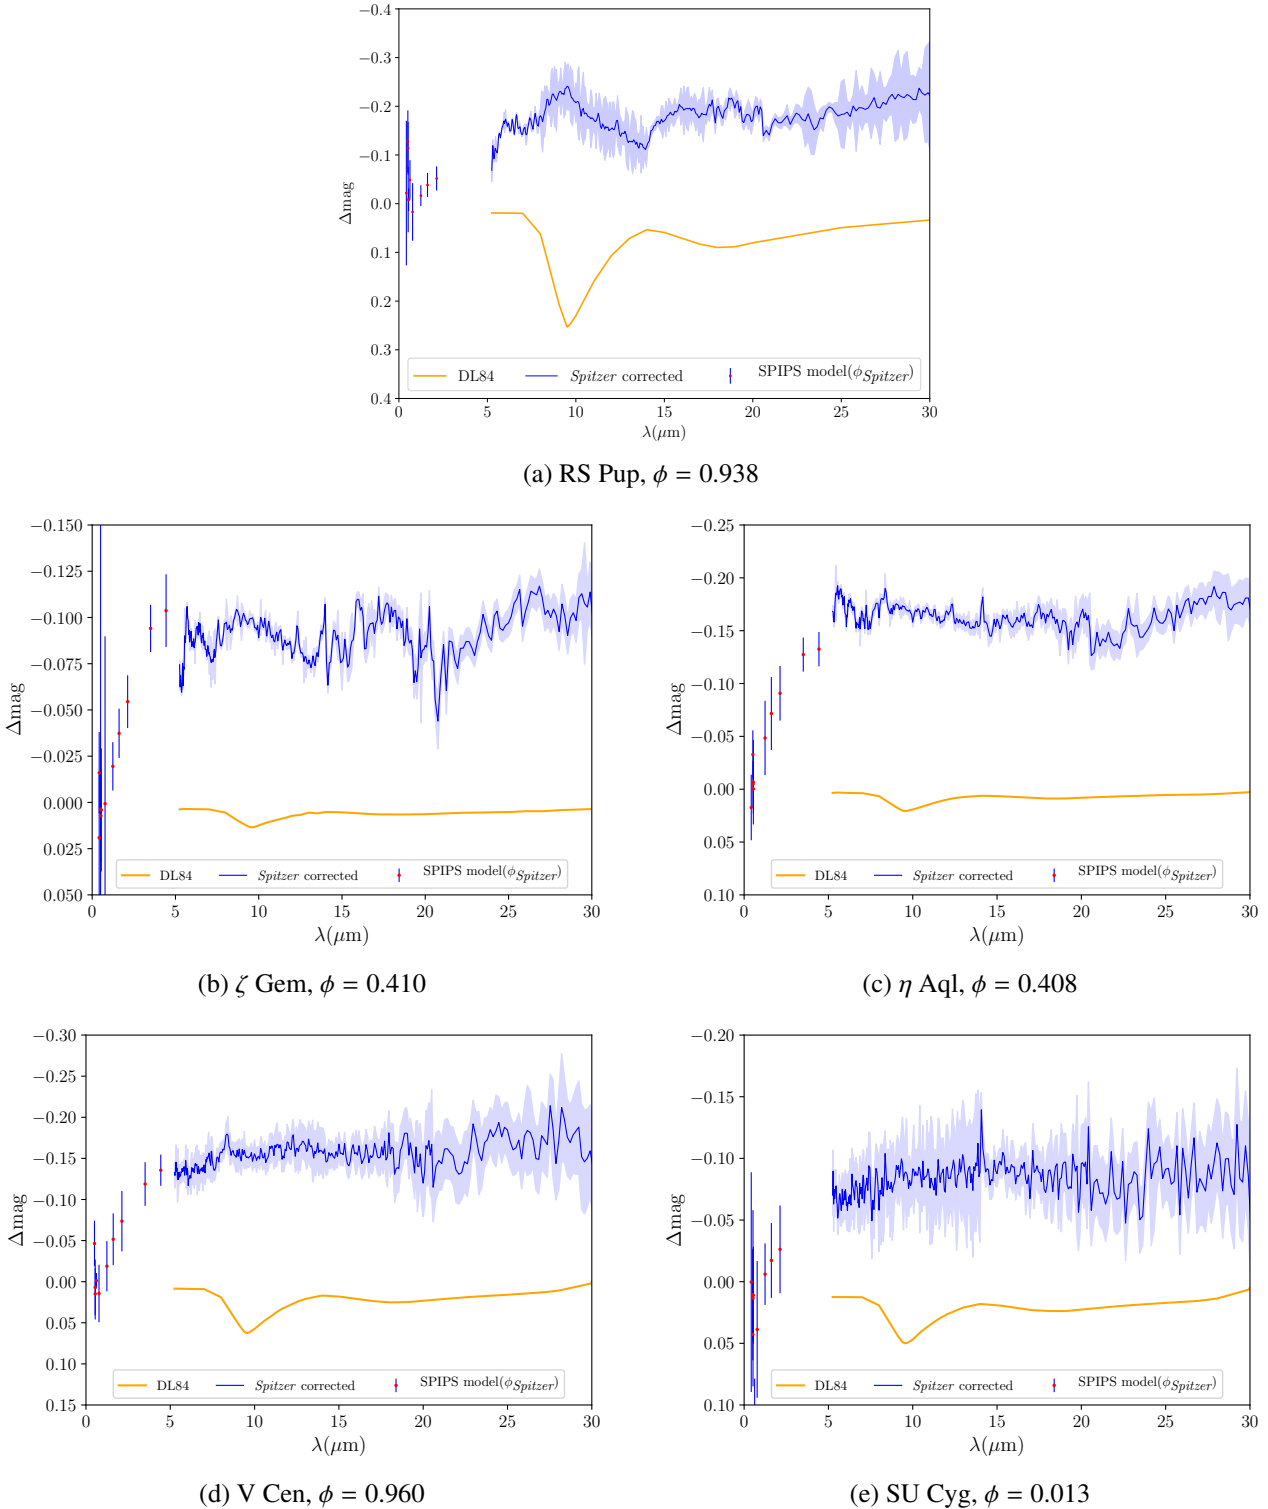 −0.4
−0.3
−0.2
−0.1
0.0
0.1
0.2
0.3
0.4
Δmag
DL84 Spitzer corrected SPIPS model(ϕSpitzer)
0 5 10 15 20 25 30
λ(μm)
(a) RS Pup, ϕ = 0.938
−0.150
−0.125
−0.100
−0.075
−0.050
−0.025
0.000
0.025
0.050
Δmag
DL84 Spitzer corrected SPIPS model(ϕSpitzer)
0 5 10 15 20 25 30
λ(μm)
(b) ζ Gem, ϕ = 0.410
−0.25
−0.20
−0.15
−0.10
−0.05
0.00
0.05
0.10
Δmag
DL84 Spitzer corrected SPIPS model(ϕSpitzer)
0 5 10 15 20 25 30
λ(μm)
(c) η Aql, ϕ = 0.408
−0.30
−0.25
−0.20
−0.15
−0.10
−0.05
0.00
0.05
0.10
0.15
Δmag
DL84 Spitzer corrected SPIPS model(ϕSpitzer)
0 5 10 15 20 25 30
λ(μm)
(d) V Cen, ϕ = 0.960
−0.20
−0.15
−0.10
−0.05
0.00
0.05
0.10
Δmag
DL84 Spitzer corrected SPIPS model(ϕSpitzer)
0 5 10 15 20 25 30
λ(μm)
(e) SU Cyg, ϕ = 0.013